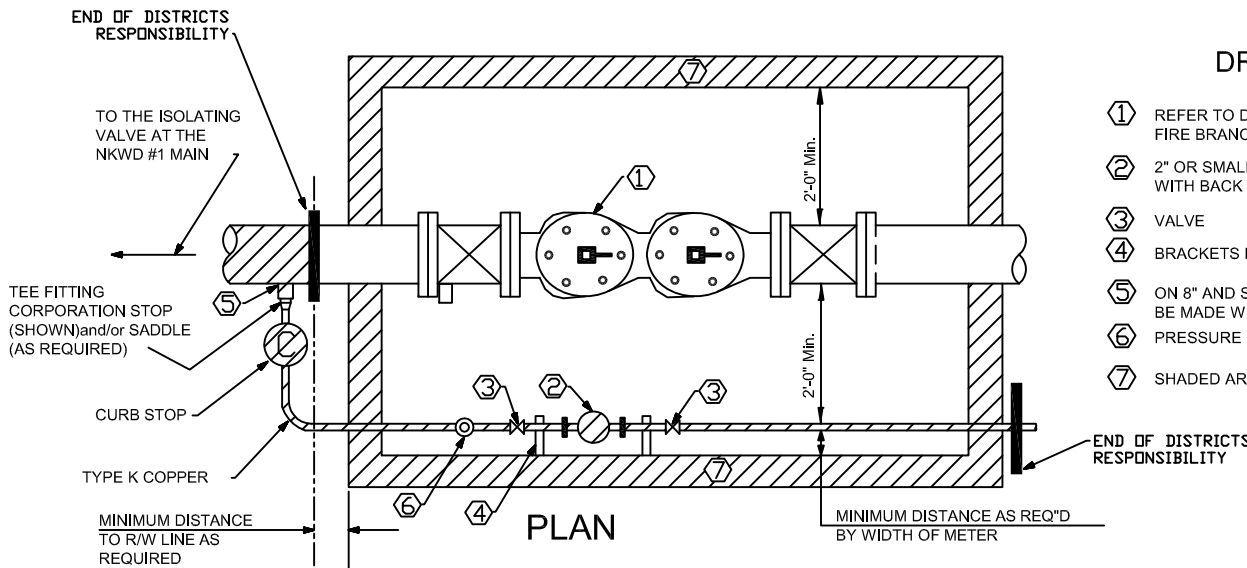 END OF DISTRICTS
RESPONSIBILITY
TO THE ISOLATING
VALVE AT THE
NKWD #1 MAIN
TEE FITTING
CORPORATION STOP
(SHOWN)and/or SADDLE
(AS REQUIRED)
CURB STOP
TYPE K COPPER
MINIMUM DISTANCE
TO R/W LINE AS
REQUIRED
7
1
2'-0" Min.
2'-0" Min.
5
C
3
2
3
6
4
7
PLAN
MINIMUM DISTANCE AS REQ"D
BY WIDTH OF METER
END OF DISTRICTS
RESPONSIBILITY
DR
1 REFER TO D
FIRE BRANC
2 2" OR SMALL
WITH BACK
3 VALVE
4 BRACKETS
5 ON 8" AND S
BE MADE W
6 PRESSURE
7 SHADED AR